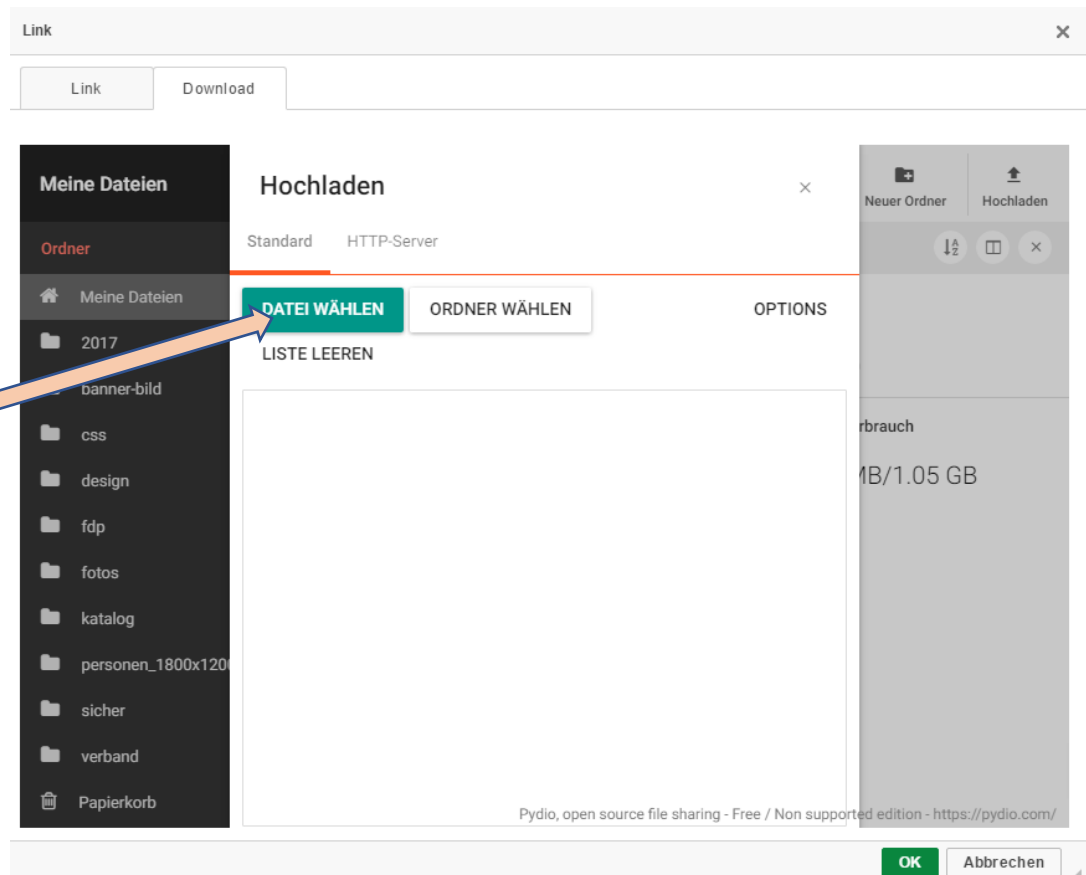 Link
Link Download
Meine Dateien
Ordner
Meine Dateien
2017
banner-bild
css
design
fdp
fotos
katalog
personen_1800x120
sicher
verband
Papierkorb
Hochladen
Standard HTTP-Server
DATEI WÄHLEN ORDNER WÄHLEN OPTIONS
LISTE LEEREN
Neuer Ordner Hochladen
rbrauch
MB/1.05 GB
Pydio, open source file sharing - Free / Non supported edition - https://pydio.com/
OK Abbrechen